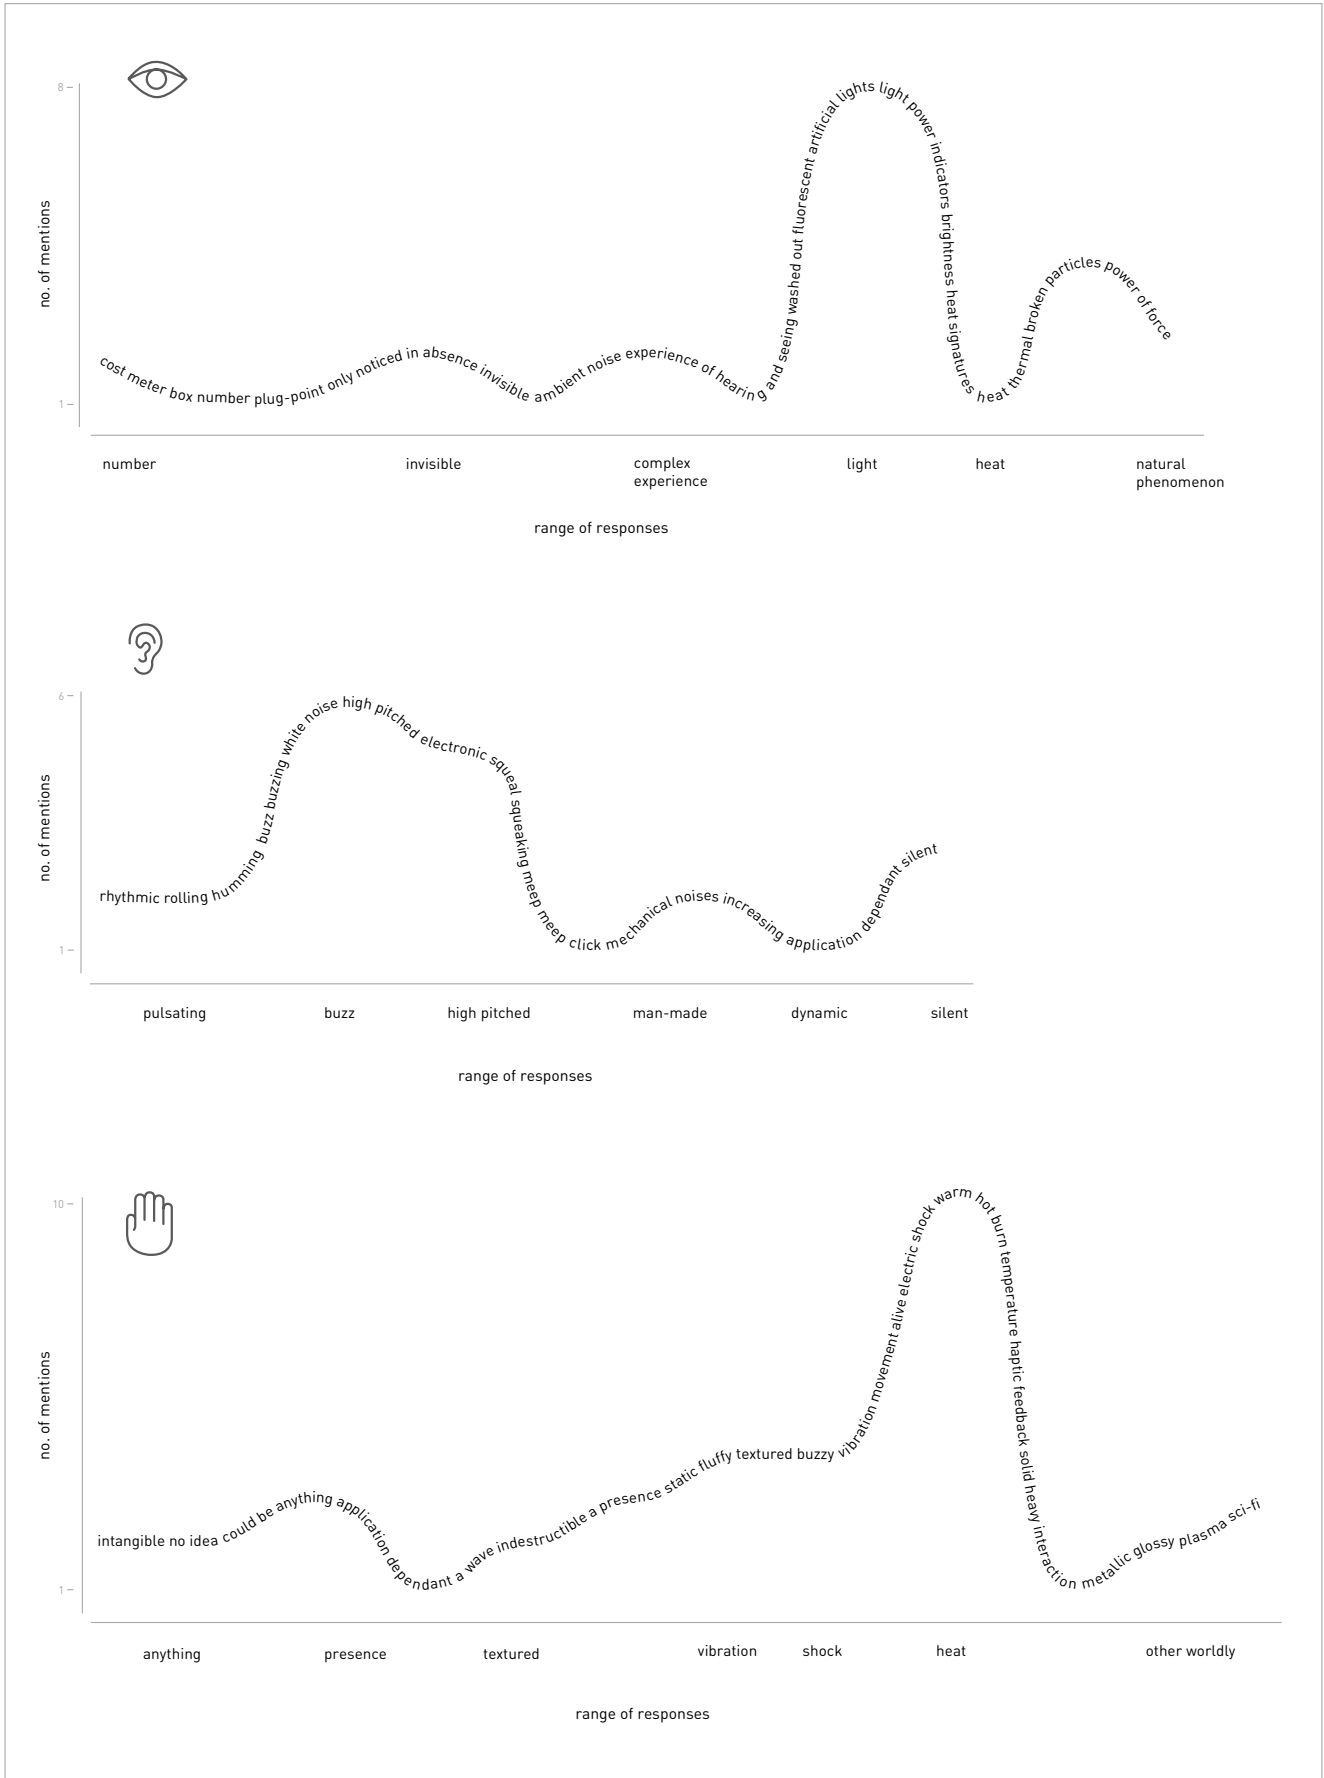 8
no. of mentions
1
cost meter box number plug-point only noticed in absence invisible ambient noise experience of hearing and seeing washed out fluorescent artificial lights light power indicators brightness heat signatures heat thermal broken particles power of force
number
invisible
complex
experience
light
heat
natural
phenomenon
range of responses
6
no. of mentions
1
rhythmic rolling humming buzz buzzing white noise high pitched electronic squeal squeaking meep meep click mechanical noises increasing application dependant silent
pulsating
buzz
high pitched
man-made
dynamic
silent
range of responses
10
no. of mentions
1
intangible no idea could be anything application dependant a wave indestructible a presence static fluffy textured buzzy vibration movement alive electric shock warm hot burn temperature haptic feedback solid heavy interaction metallic glossy plasma sci-fi
anything
presence
textured
vibration
shock
heat
other worldly
range of responses